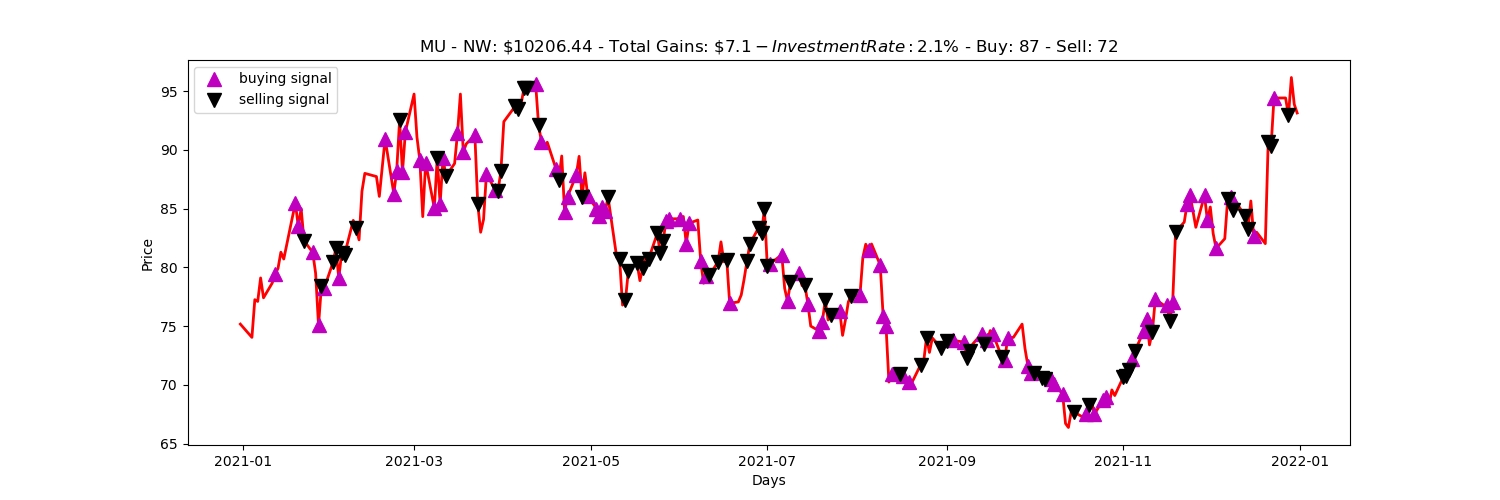 MU - NW: $10206.44 - Total Gains: $7.1 - InvestmentRate : 2.1% - Buy: 87 - Sell: 72
buying signal
selling signal
95
90
85
80
75
70
65
Price
2021-01
2021-03
2021-05
2021-07
2021-09
2021-11
2022-01
Days